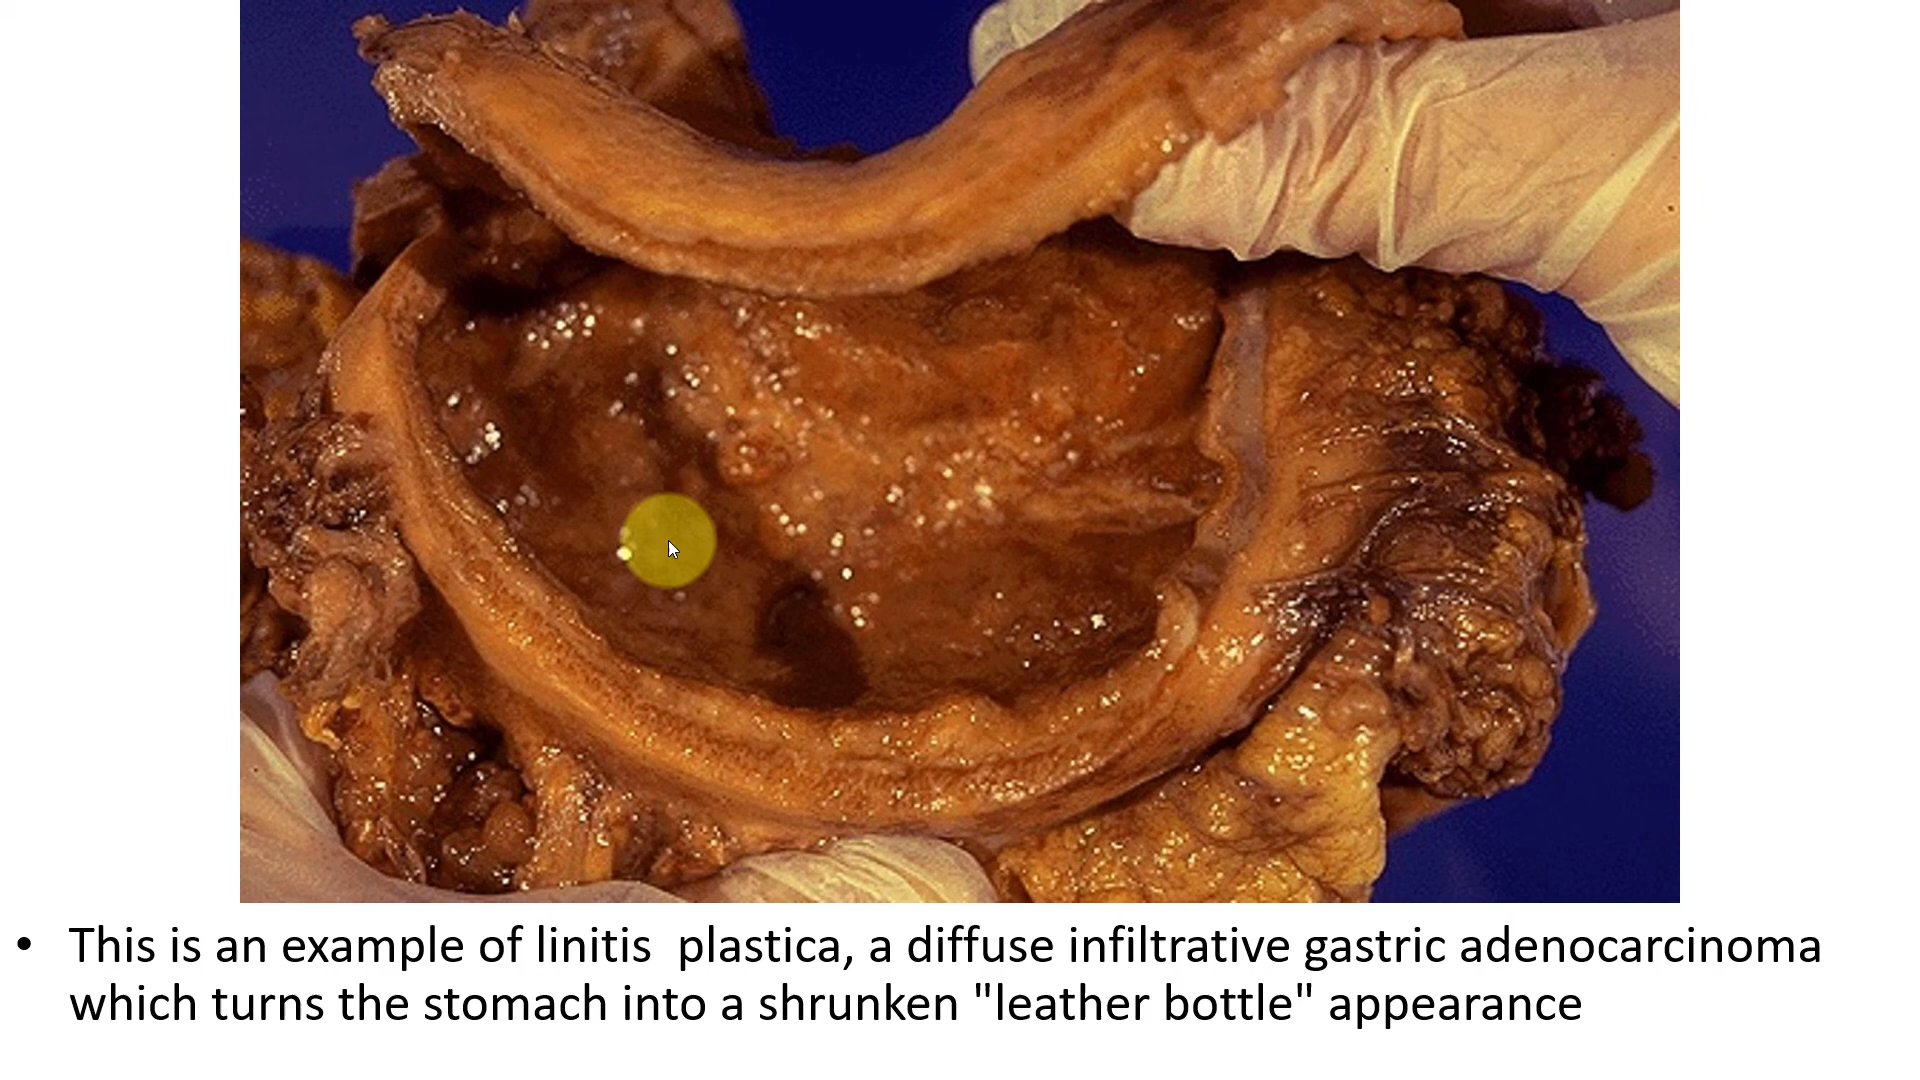 • This is an example of linitis  plastica, a diffuse infiltrative gastric adenocarcinoma
which turns the stomach into a shrunken "leather bottle" appearance